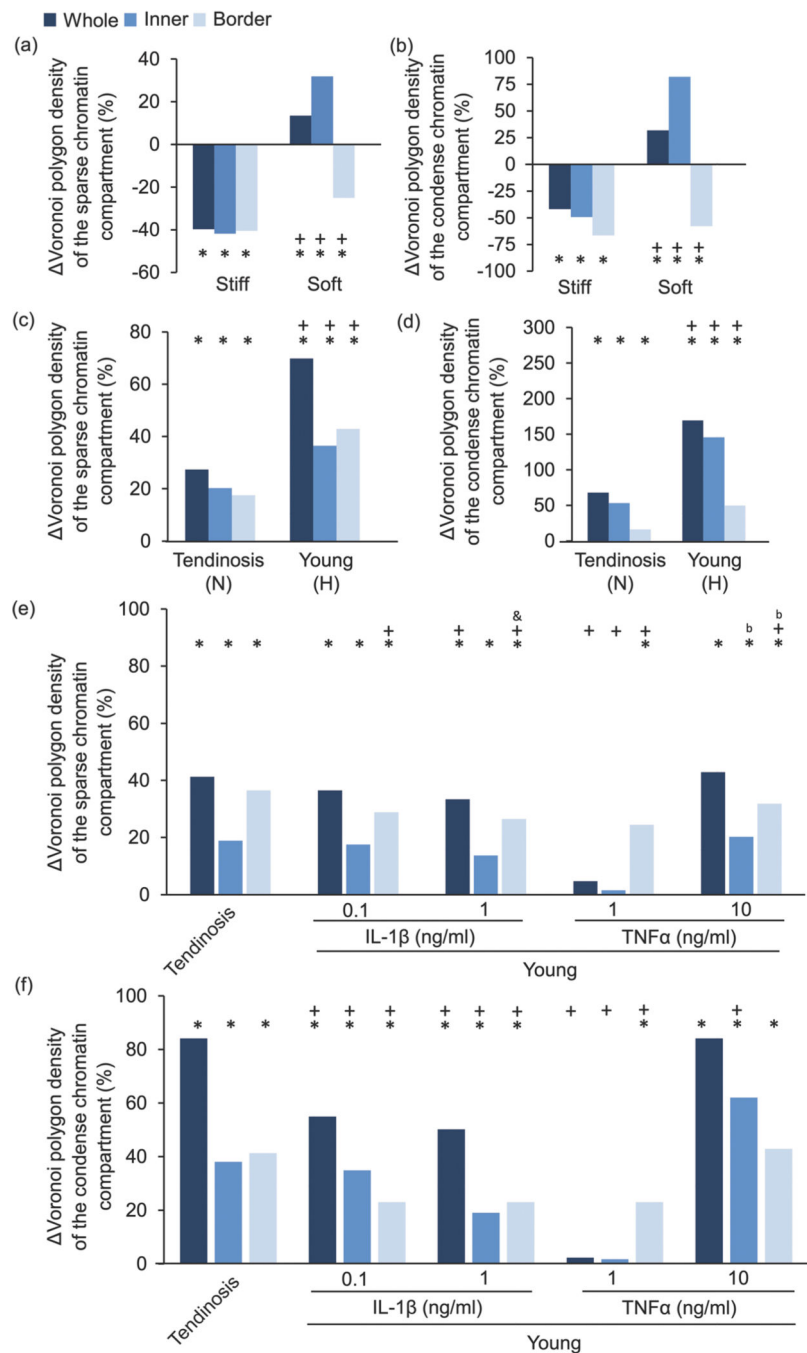 Whole Inner Border
(a)
ΔVoronoi polygon density
of the sparse chromatin
compartment (%)
40
20
0
-20
-40
-60
+ + +
* * * * * *
Stiff Soft
(b)
ΔVoronoi polygon density
of the condense chromatin
compartment (%)
100
75
50
25
0
-25
-50
-75
-100
+ + +
* * * * * *
Stiff Soft
(c)
ΔVoronoi polygon density
of the sparse chromatin
compartment (%)
80
60
40
20
0
+ + +
* * * * * *
Tendinosis Young
(N) (H)
(d)
ΔVoronoi polygon density
of the condense chromatin
compartment (%)
300
250
200
150
100
50
0
+ + +
* * * * * *
Tendinosis Young
(N) (H)
(e)
ΔVoronoi polygon density
of the sparse chromatin
compartment (%)
100
80
60
40
20
0
& b
+ + + + + + b +
* * * * * * * * * * * * *
Tendinosis
0.1 1 1 10
IL-1β (ng/ml) TNFα (ng/ml)
Young
(f)
ΔVoronoi polygon density
of the condense chromatin
compartment (%)
100
80
60
40
20
0
+ + + + + + + + + +
* * * * * * * * * * * * *
Tendinosis
0.1 1 1 10
IL-1β (ng/ml) TNFα (ng/ml)
Young